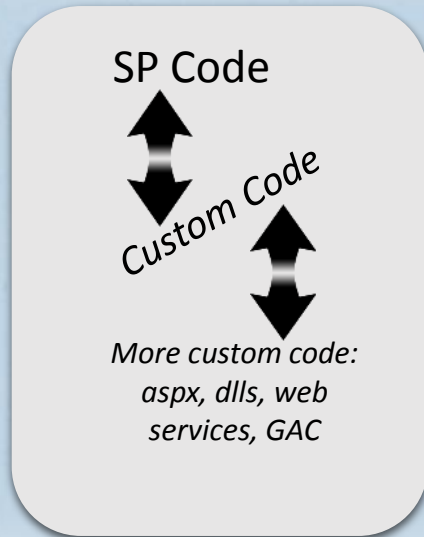 SP Code
Custom Code
More custom code:
aspx, dlls, web
services, GAC